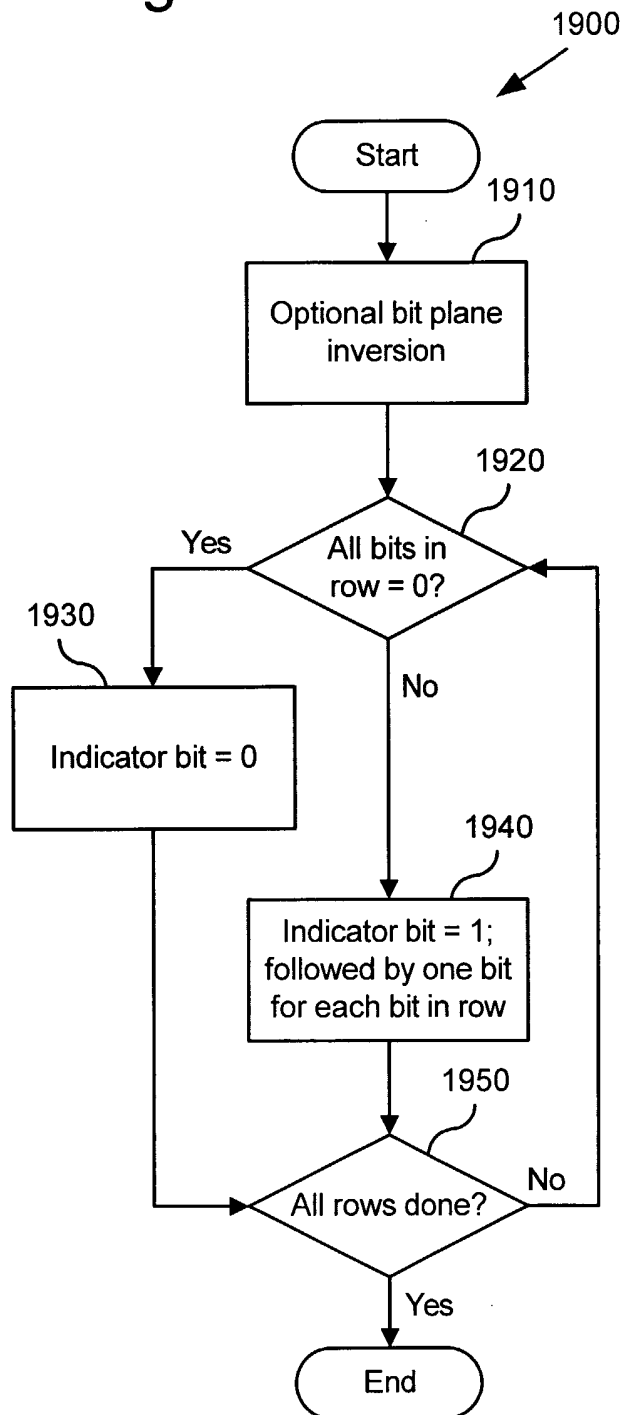 1900
Start
1910
Optional bit plane
inversion
1920
Yes
All bits in
row = 0?
1930
No
Indicator bit = 0
1940
Indicator bit = 1;
followed by one bit
for each bit in row
1950
All rows done?
No
Yes
End